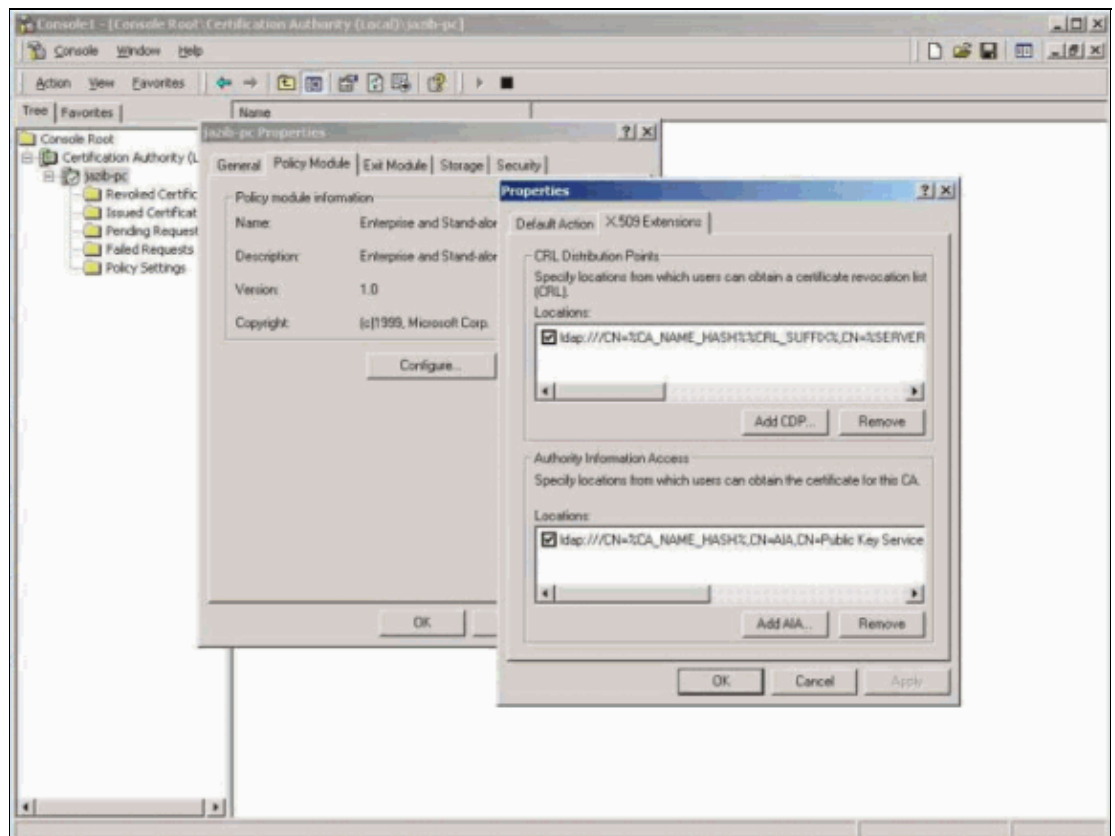 Console1 - [Console Root\Certification Authority (Local)\jazib-pc]
Console Window Help
Action View Favorites
Tree Favorites
Name
Console Root
Certification Authority (L
jazib-pc
Revoked Certific
Issued Certificat
Pending Request
Failed Requests
Policy Settings
jazib-pc Properties
General Policy Module Exit Module Storage Security
Policy module information
Name: Enterprise and Stand-alor
Description: Enterprise and Stand-alor
Version: 1.0
Copyright: (c)1999, Microsoft Corp.
Configure...
OK
Properties
Default Action X.509 Extensions
CRL Distribution Points
Specify locations from which users can obtain a certificate revocation list
(CRL).
Locations:
ldap:///CN=%CA_NAME_HASH%%CRL_SUFFIX%,CN=%SERVER
Add CDP... Remove
Authority Information Access
Specify locations from which users can obtain the certificate for this CA.
Locations:
ldap:///CN=%CA_NAME_HASH%,CN=AIA,CN=Public Key Service
Add AIA... Remove
OK Cancel Apply